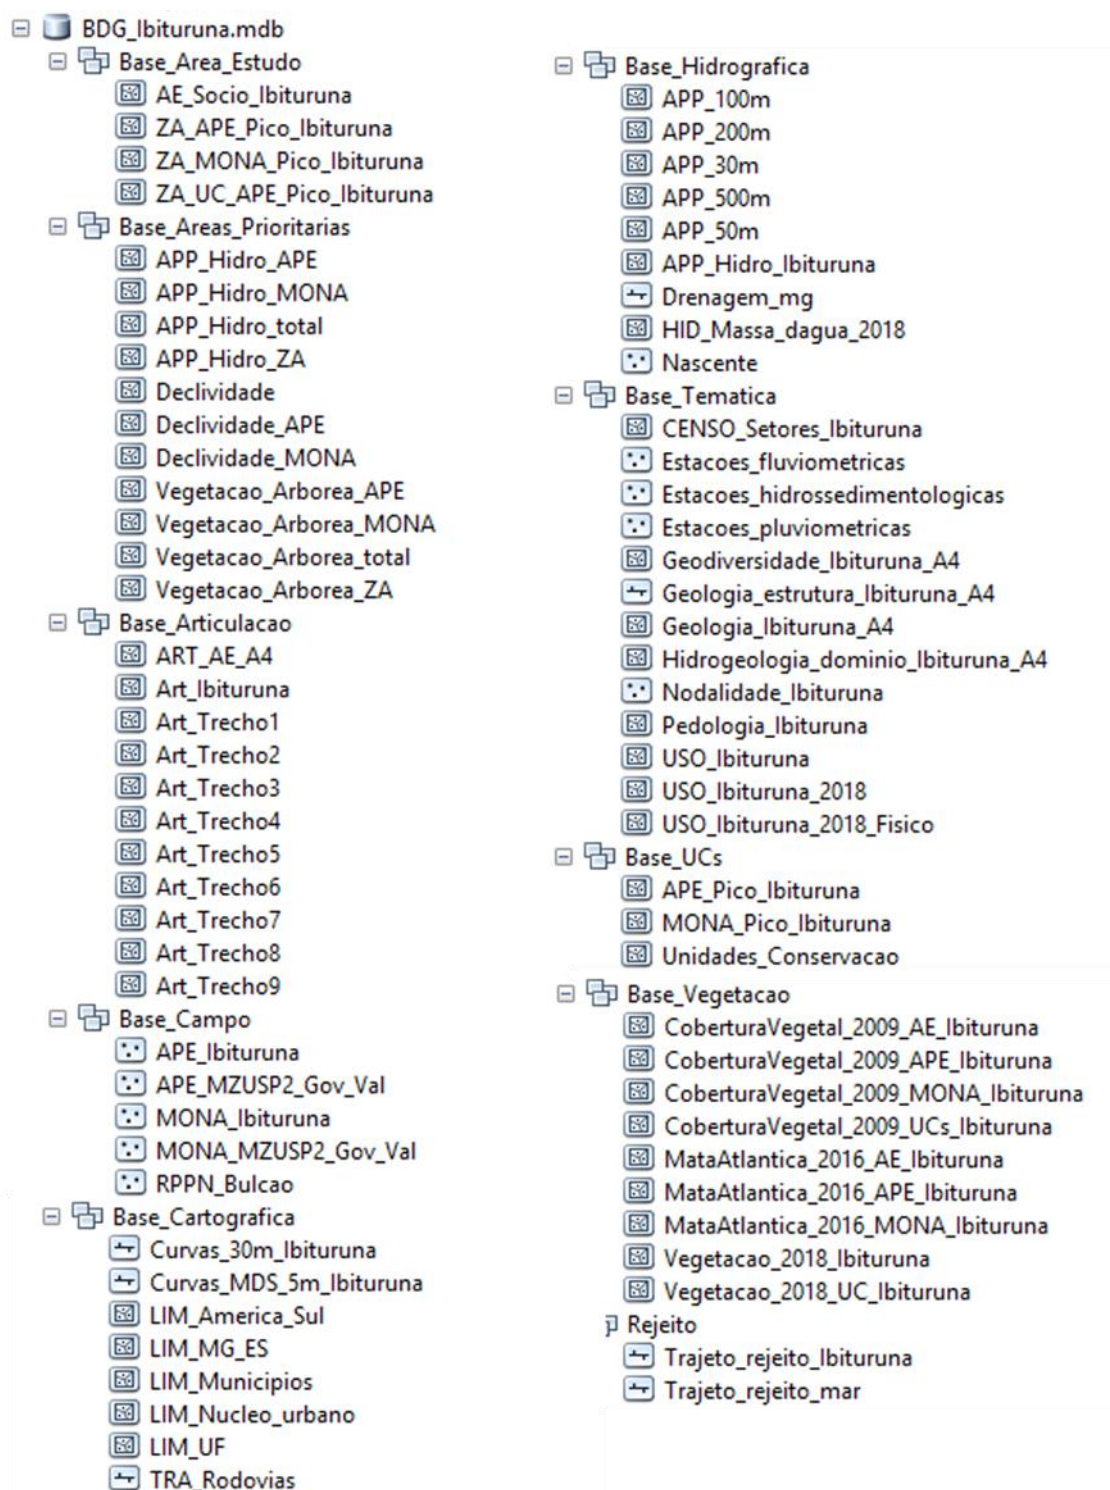 BDG_Ibituruna.mdb
Base_Area_Estudo
AE_Socio_Ibituruna
ZA_APE_Pico_Ibituruna
ZA_MONA_Pico_Ibituruna
ZA_UC_APE_Pico_Ibituruna
Base_Areas_Prioritarias
APP_Hidro_APE
APP_Hidro_MONA
APP_Hidro_total
APP_Hidro_ZA
Declividade
Declividade_APE
Declividade_MONA
Vegetacao_Arborea_APE
Vegetacao_Arborea_MONA
Vegetacao_Arborea_total
Vegetacao_Arborea_ZA
Base_Articulacao
ART_AE_A4
Art_Ibituruna
Art_Trecho1
Art_Trecho2
Art_Trecho3
Art_Trecho4
Art_Trecho5
Art_Trecho6
Art_Trecho7
Art_Trecho8
Art_Trecho9
Base_Campo
APE_Ibituruna
APE_MZUSP2_Gov_Val
MONA_Ibituruna
MONA_MZUSP2_Gov_Val
RPPN_Bulcao
Base_Cartografica
Curvas_30m_Ibituruna
Curvas_MDS_5m_Ibituruna
LIM_America_Sul
LIM_MG_ES
LIM_Municipios
LIM_Nucleo_urbano
LIM_UF
TRA_Rodovias
Base_Hidrografica
APP_100m
APP_200m
APP_30m
APP_500m
APP_50m
APP_Hidro_Ibituruna
Drenagem_mg
HID_Massa_dagua_2018
Nascente
Base_Tematica
CENSO_Setores_Ibituruna
Estacoes_fluviometricas
Estacoes_hidrossedimentologicas
Estacoes_pluviometricas
Geodiversidade_Ibituruna_A4
Geologia_estrutura_Ibituruna_A4
Geologia_Ibituruna_A4
Hidrogeologia_dominio_Ibituruna_A4
Nodalidade_Ibituruna
Pedologia_Ibituruna
USO_Ibituruna
USO_Ibituruna_2018
USO_Ibituruna_2018_Fisico
Base_UCs
APE_Pico_Ibituruna
MONA_Pico_Ibituruna
Unidades_Conservacao
Base_Vegetacao
CoberturaVegetal_2009_AE_Ibituruna
CoberturaVegetal_2009_APE_Ibituruna
CoberturaVegetal_2009_MONA_Ibituruna
CoberturaVegetal_2009_UCs_Ibituruna
MataAtlantica_2016_AE_Ibituruna
MataAtlantica_2016_APE_Ibituruna
MataAtlantica_2016_MONA_Ibituruna
Vegetacao_2018_Ibituruna
Vegetacao_2018_UC_Ibituruna
Rejeito
Trajeto_rejeito_Ibituruna
Trajeto_rejeito_mar